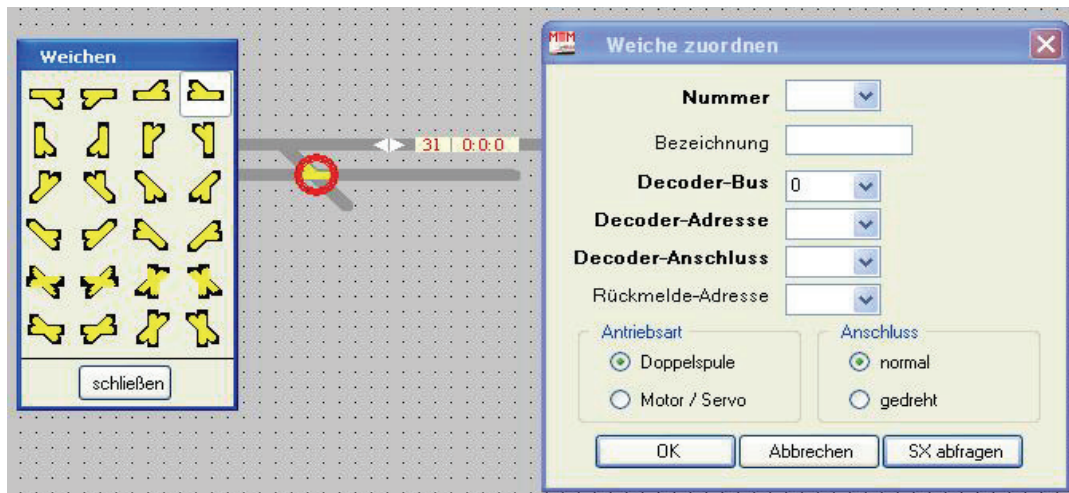 Weichen
schließen
31 | 0:0:0
MTM Weiche zuordnen
Nummer
Bezeichnung
Decoder-Bus 0
Decoder-Adresse
Decoder-Anschluss
Rückmelde-Adresse
Antriebsart Anschluss
Doppelspule normal
Motor / Servo gedreht
OK Abbrechen SX abfragen